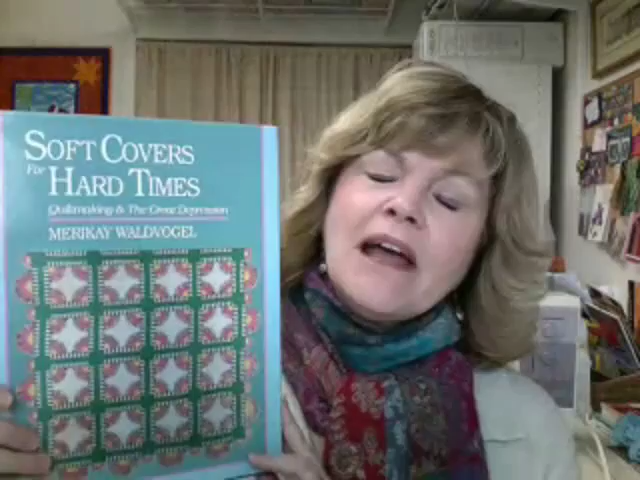 SOFT COVERS
For HARD TIMES
Quiltmaking & The Great Depression
MERIKAY WALDVOGEL